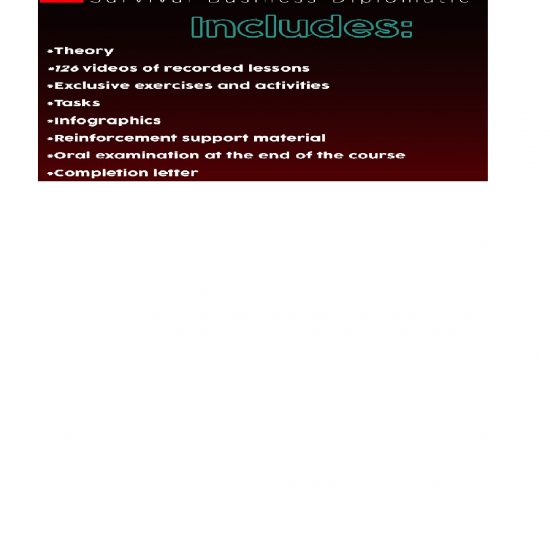 Survival Business Diplomatic
Includes:
•Theory
•126 videos of recorded lessons
•Exclusive exercises and activities
•Tasks
•Infographics
•Reinforcement support material
•Oral examination at the end of the course
•Completion letter